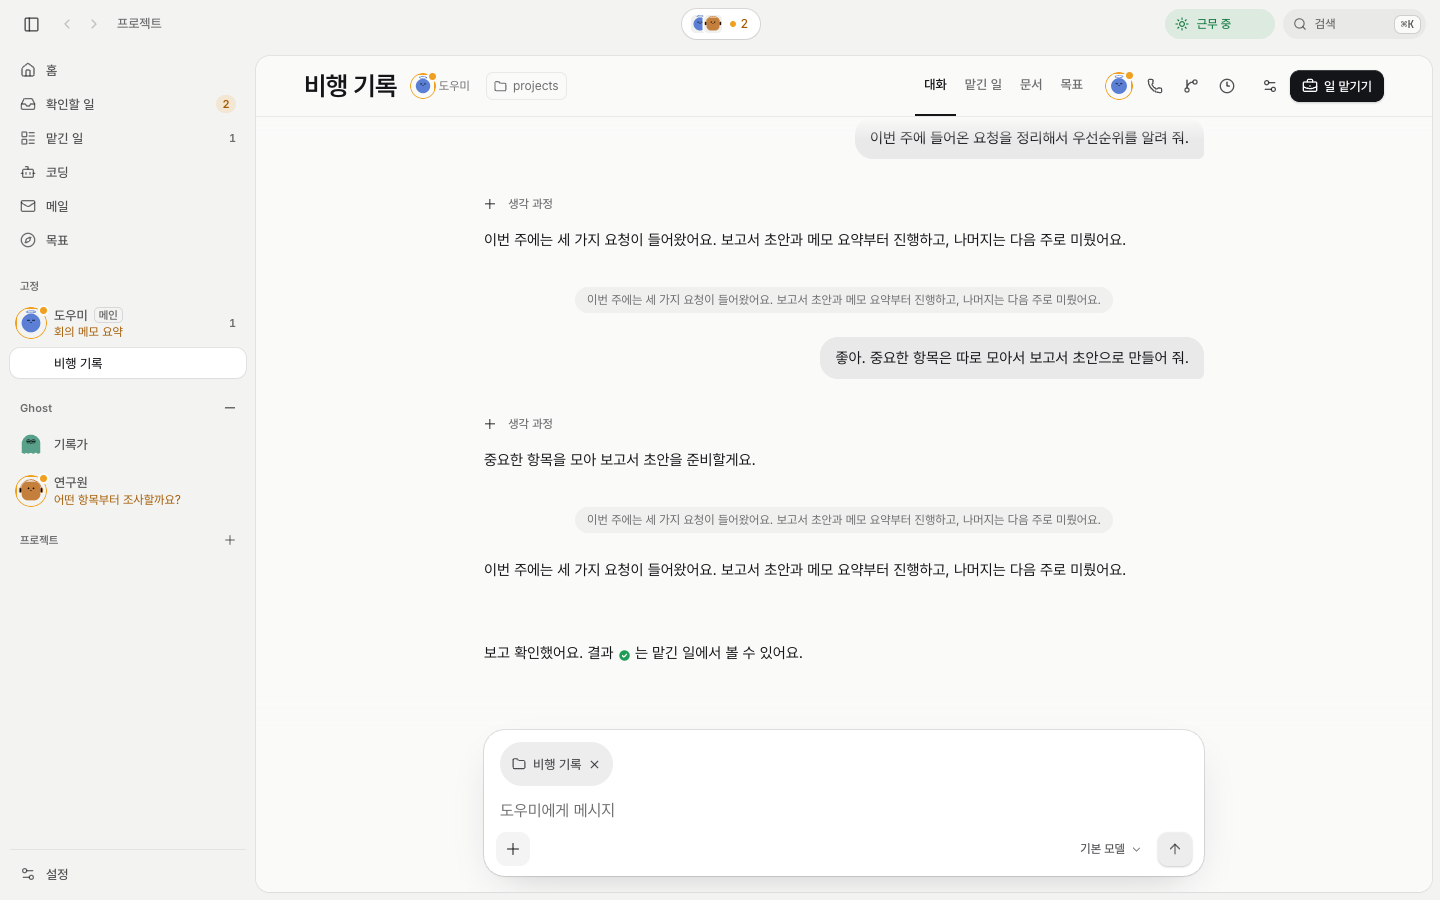 프로젝트
2
근무 중
검색
⌘K
홈
확인할 일
2
맡긴 일
1
코딩
메일
목표
고정
도우미
메인
회의 메모 요약
1
비행 기록
Ghost
기록가
연구원
어떤 항목부터 조사할까요?
프로젝트
설정
비행 기록
도우미
projects
대화
맡긴 일
문서
목표
일 맡기기
이번 주에 들어온 요청을 정리해서 우선순위를 알려 줘.
생각 과정
이번 주에는 세 가지 요청이 들어왔어요. 보고서 초안과 메모 요약부터 진행하고, 나머지는 다음 주로 미뤘어요.
이번 주에는 세 가지 요청이 들어왔어요. 보고서 초안과 메모 요약부터 진행하고, 나머지는 다음 주로 미뤘어요.
좋아. 중요한 항목은 따로 모아서 보고서 초안으로 만들어 줘.
생각 과정
중요한 항목을 모아 보고서 초안을 준비할게요.
이번 주에는 세 가지 요청이 들어왔어요. 보고서 초안과 메모 요약부터 진행하고, 나머지는 다음 주로 미뤘어요.
이번 주에는 세 가지 요청이 들어왔어요. 보고서 초안과 메모 요약부터 진행하고, 나머지는 다음 주로 미뤘어요.
보고 확인했어요. 결과 는 맡긴 일에서 볼 수 있어요.
비행 기록
도우미에게 메시지
기본 모델